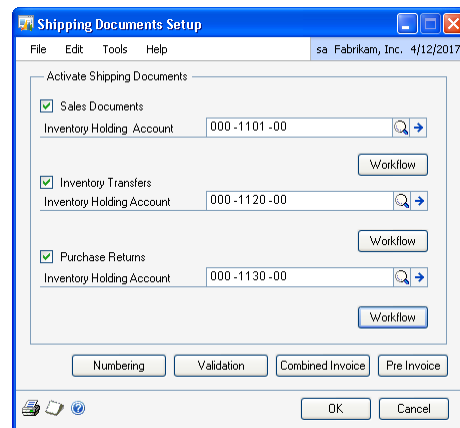 Shipping Documents Setup
File Edit Tools Help sa Fabrikam, Inc. 4/12/2017
Activate Shipping Documents
Sales Documents
Inventory Holding Account 000 -1101 -00
Workflow
Inventory Transfers
Inventory Holding Account 000 -1120 -00
Workflow
Purchase Returns
Inventory Holding Account 000 -1130 -00
Workflow
Numbering Validation Combined Invoice Pre Invoice
OK Cancel